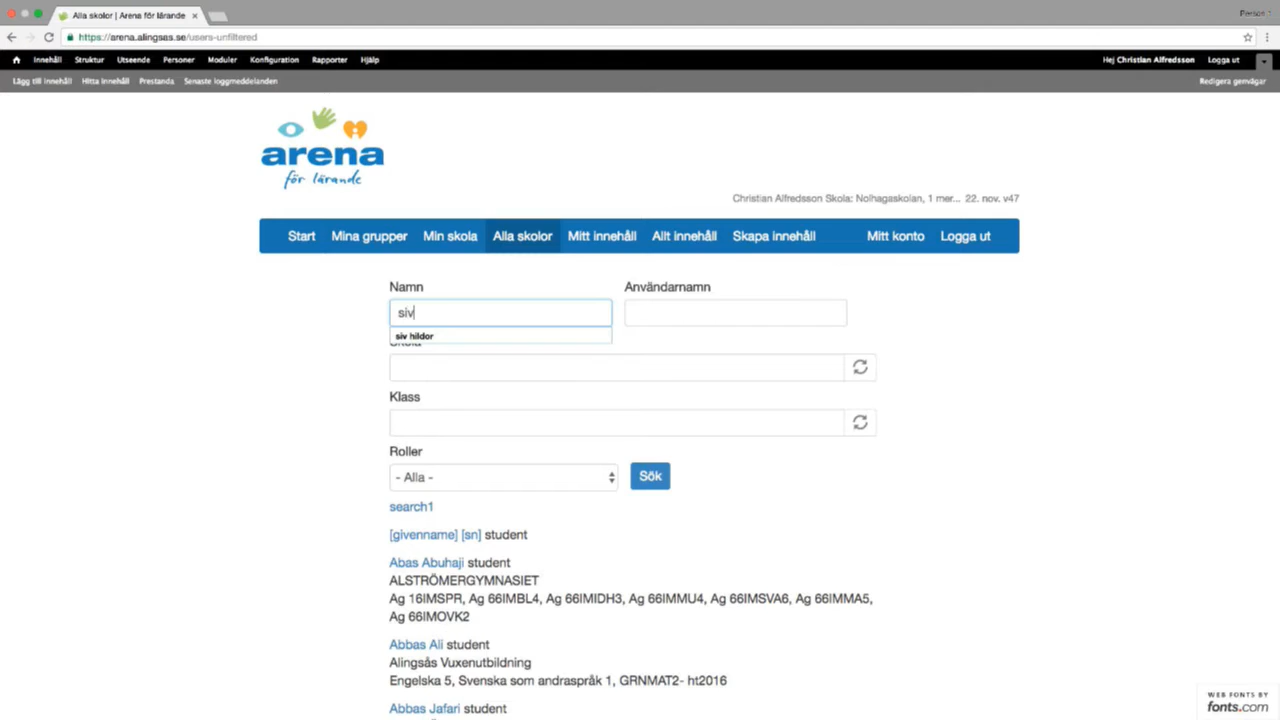 Alla skolor | Arena för lärande
Person 1
https://arena.alingsas.se/users-unfiltered
Innehåll Struktur Utseende Personer Moduler Konfiguration Rapporter Hjälp Hej Christian Alfredsson Logga ut
Lägg till innehåll Hitta innehåll Prestanda Senaste loggmeddelanden Redigera genvägar
arena
för lärande
Christian Alfredsson Skola: Nolhagaskolan, 1 mer... 22. nov. v47
Start Mina grupper Min skola Alla skolor Mitt innehåll Allt innehåll Skapa innehåll Mitt konto Logga ut
Namn Användarnamn
siv
siv hildor
Skola
Klass
Roller
- Alla - Sök
search1
[givenname] [sn] student
Abas Abuhaji student
ALSTRÖMERGYMNASIET
Ag 16IMSPR, Ag 66IMBL4, Ag 66IMIDH3, Ag 66IMMU4, Ag 66IMSVA6, Ag 66IMMA5,
Ag 66IMOVK2
Abbas Ali student
Alingsås Vuxenutbildning
Engelska 5, Svenska som andraspråk 1, GRNMAT2- ht2016
Abbas Jafari student
WEB FONTS BY
fonts.com